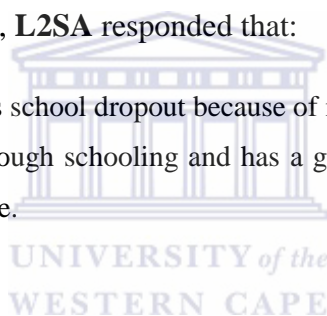 , L2SA responded that:
s school dropout because of
ough schooling and has a g
e.
UNIVERSITY of the
WESTERN CAPE